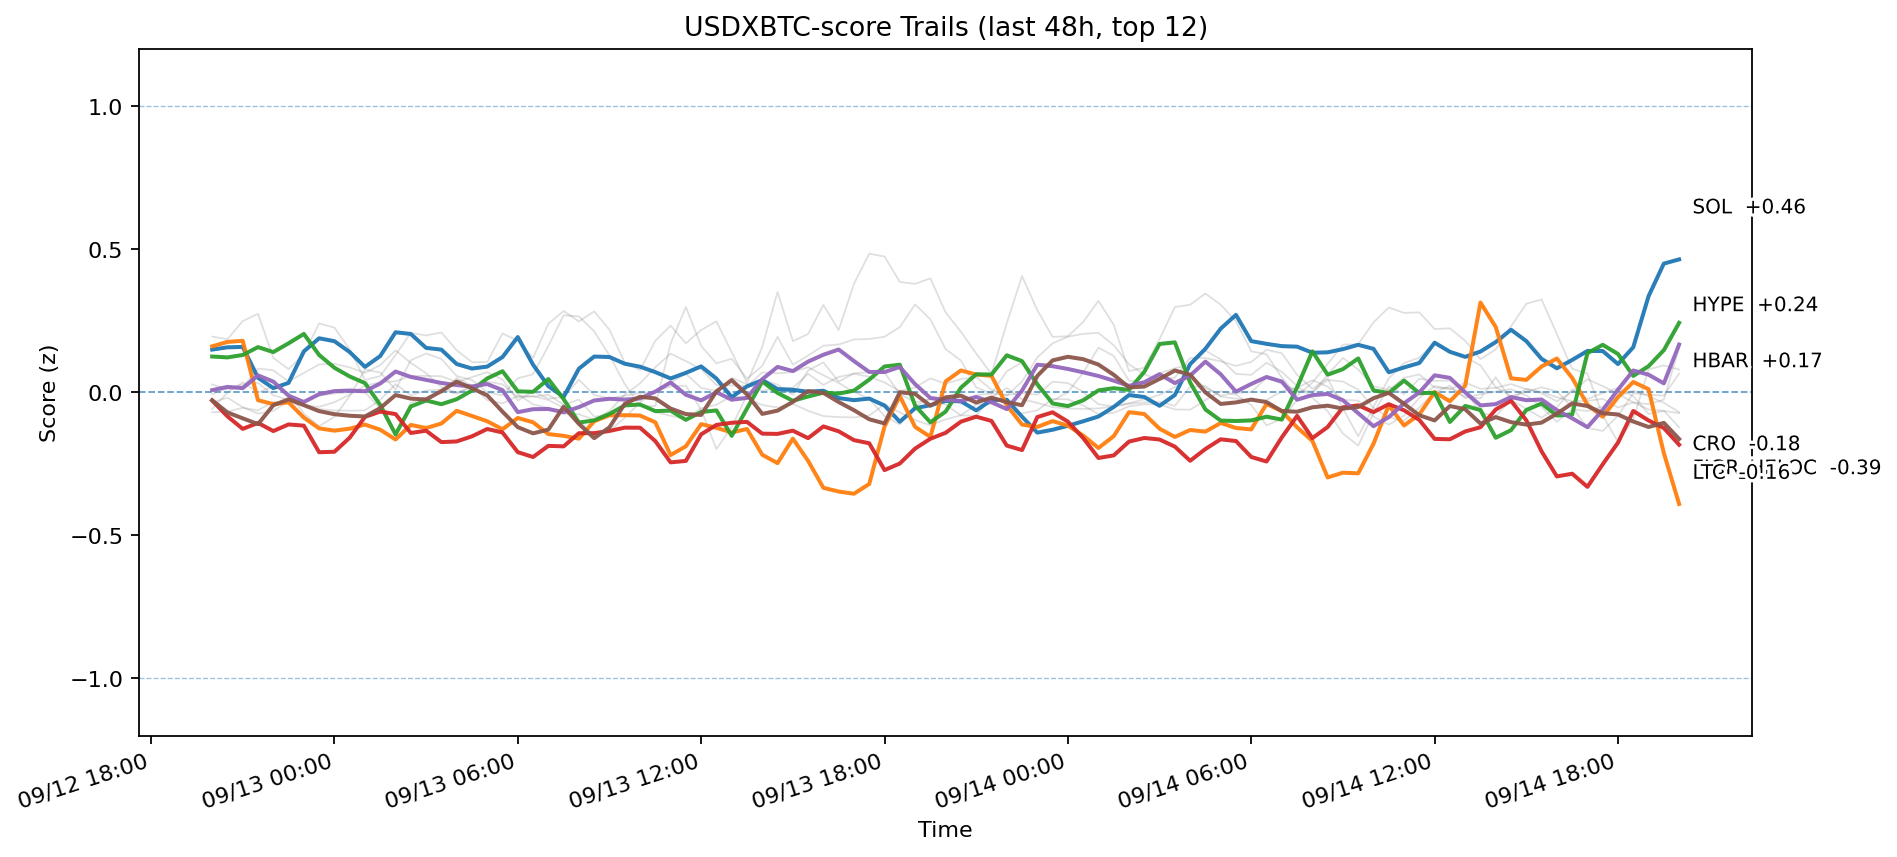 USDXBTC-score Trails (last 48h, top 12)
Score (z)
1.0
0.5
0.0
−0.5
−1.0
SOL +0.46
HYPE +0.24
HBAR +0.17
CRO -0.18
-0.39
LTC -0.16
09/12 18:00
09/13 00:00
09/13 06:00
09/13 12:00
09/13 18:00
09/14 00:00
09/14 06:00
09/14 12:00
09/14 18:00
Time